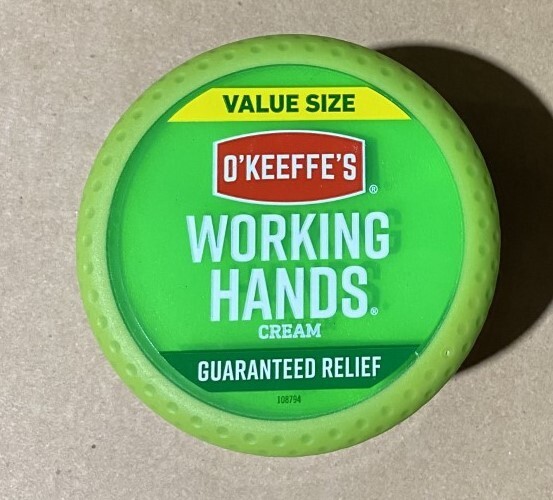 VALUE SIZE
O'KEEFFE'S®
WORKING
HANDS®
CREAM
GUARANTEED RELIEF
108794